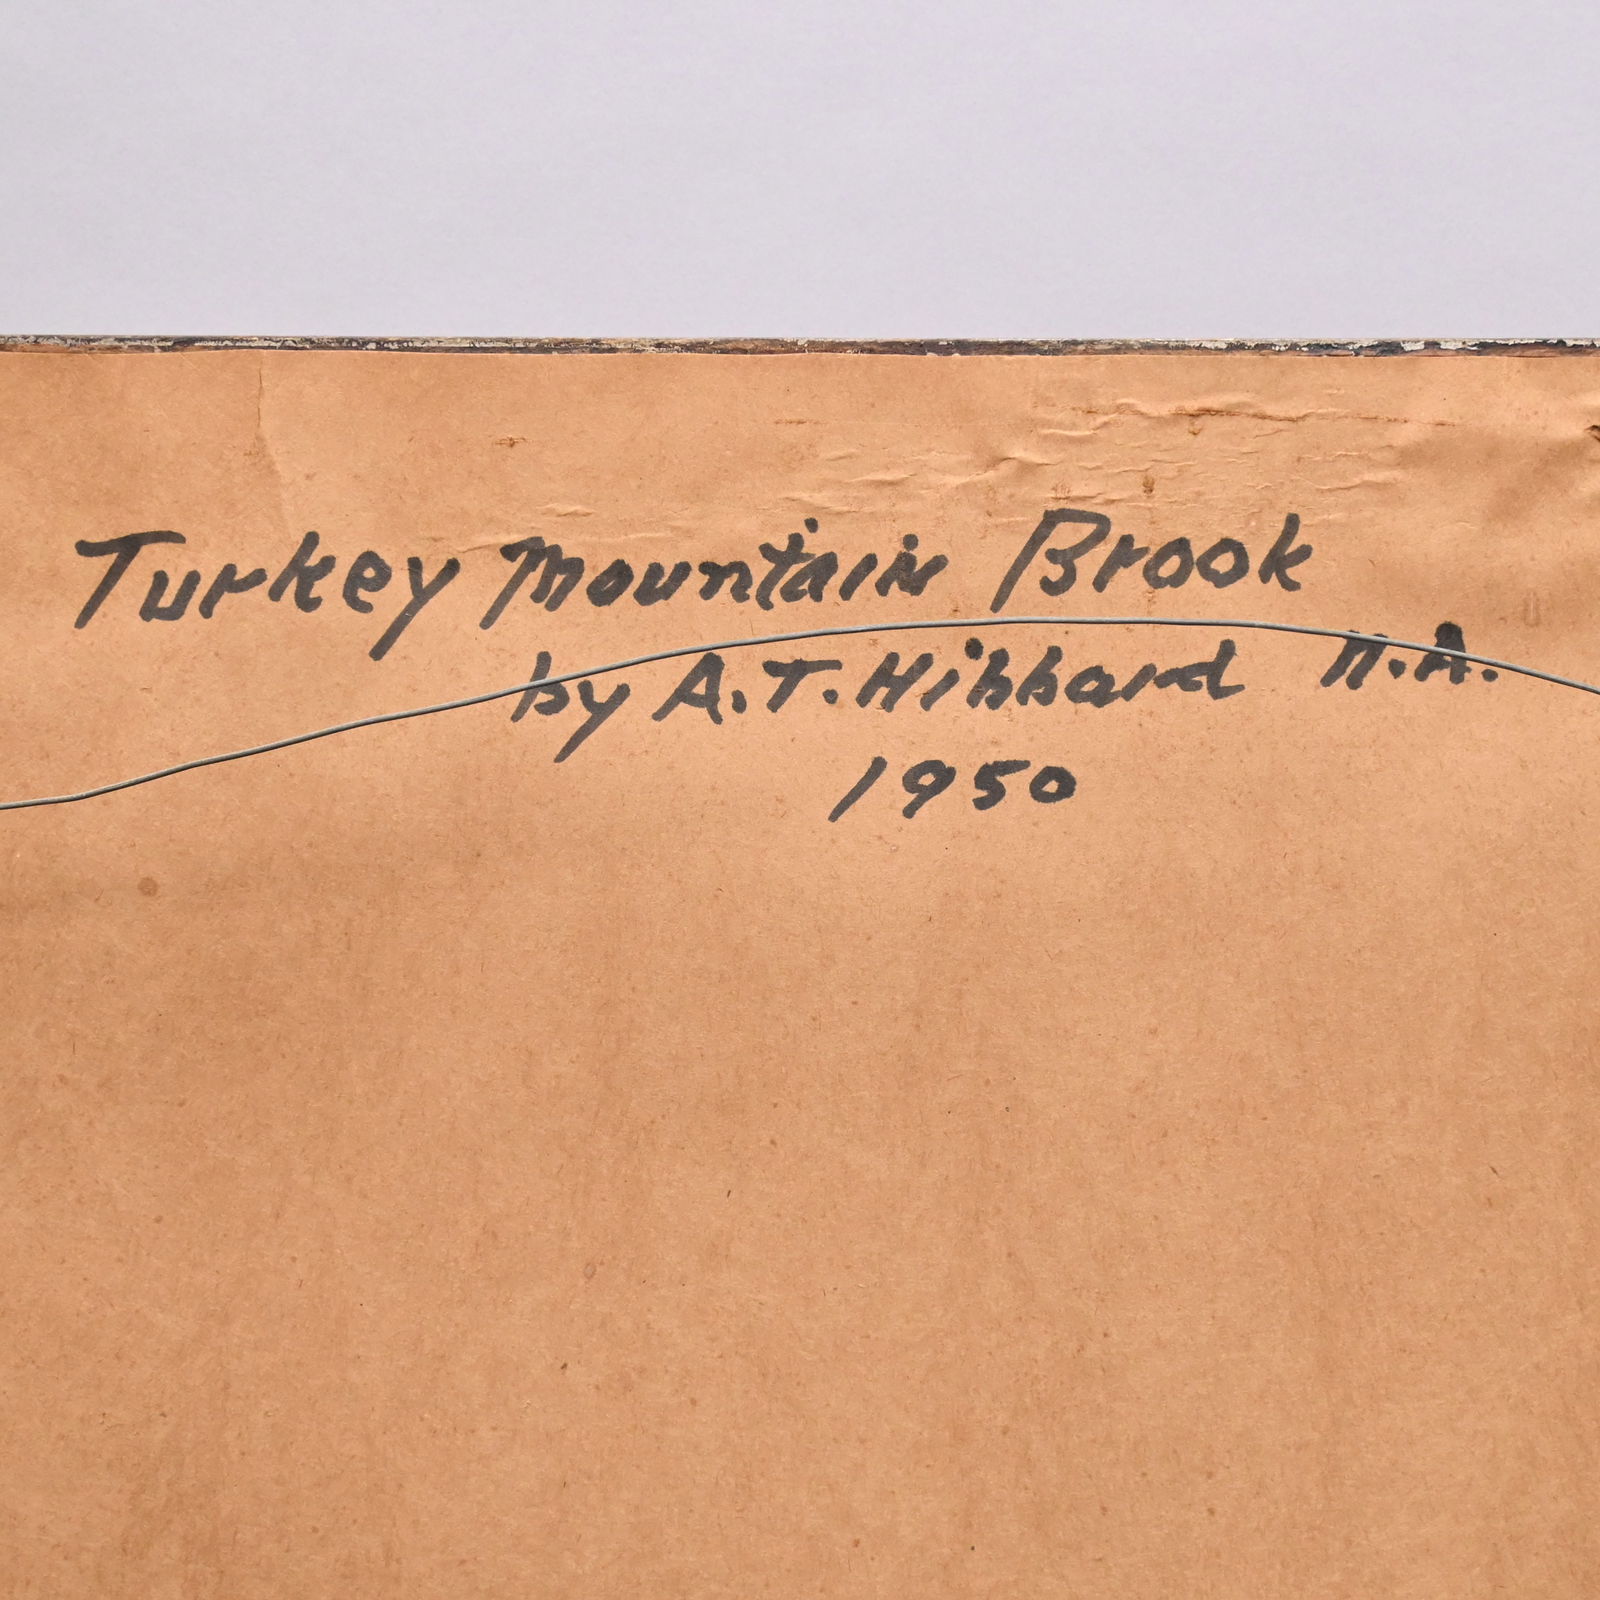 Turkey Mountain Brook
by A.T. Hibbard N.A.
1950